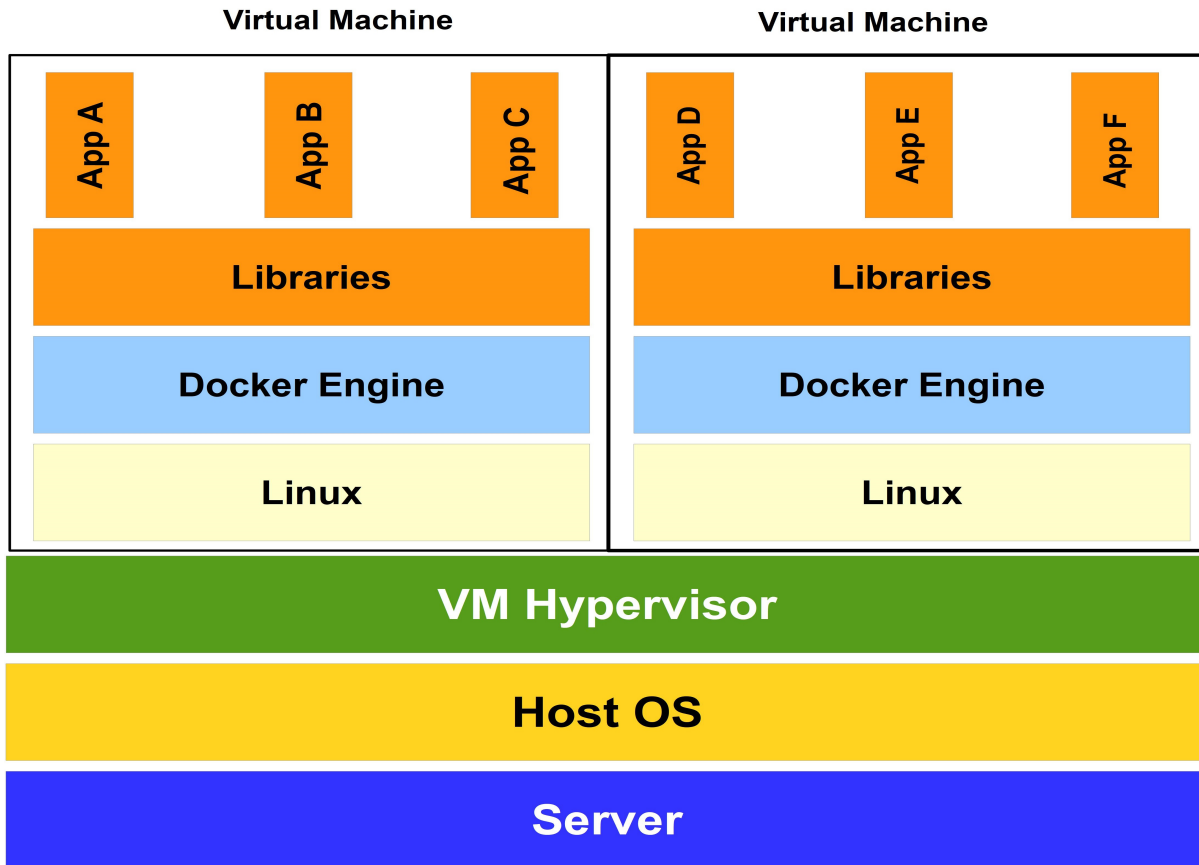 Virtual Machine
Virtual Machine
App A
App B
App C
App D
App E
App F
Libraries
Libraries
Docker Engine
Docker Engine
Linux
Linux
VM Hypervisor
Host OS
Server